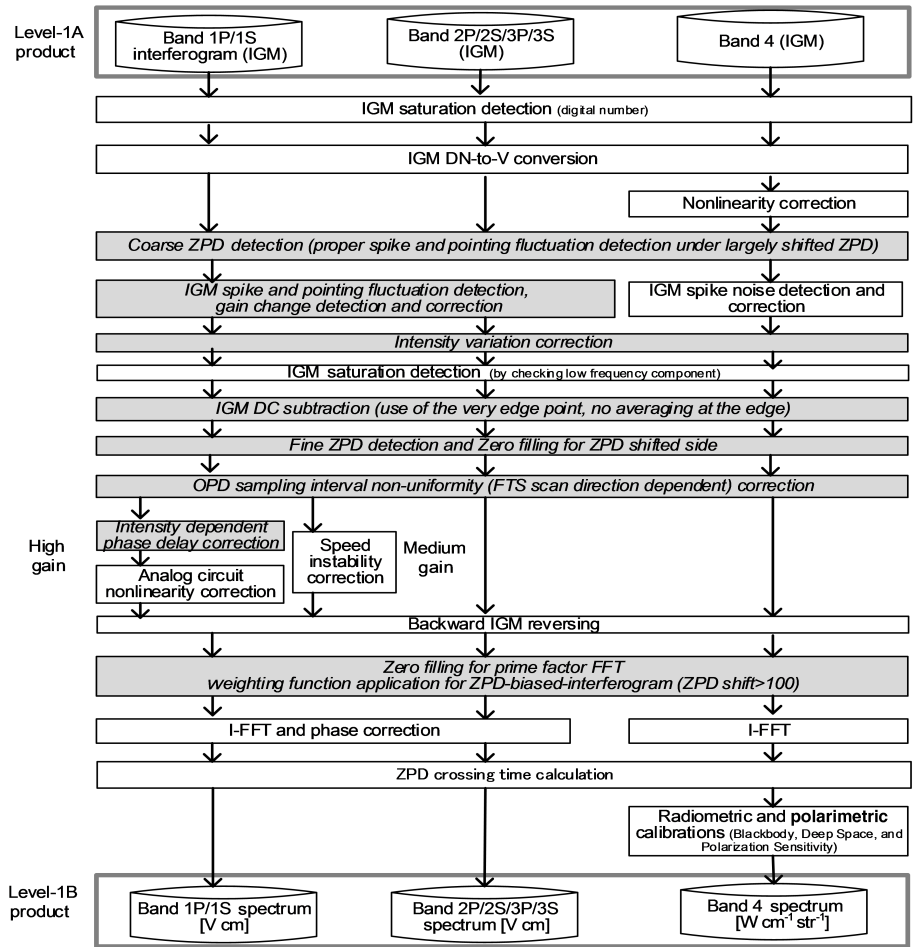 Level-1A
product
Band 1P/1S
interferogram (IGM)
Band 2P/2S/3P/3S
(IGM)
Band 4 (IGM)
IGM saturation detection (digital number)
IGM DN-to-V conversion
Nonlinearity correction
Coarse ZPD detection (proper spike and pointing fluctuation detection under largely shifted ZPD)
IGM spike and pointing fluctuation detection,
gain change detection and correction
IGM spike noise detection and
correction
Intensity variation correction
IGM saturation detection (by checking low frequency component)
IGM DC subtraction (use of the very edge point, no averaging at the edge)
Fine ZPD detection and Zero filling for ZPD shifted side
OPD sampling interval non-uniformity (FTS scan direction dependent) correction
High
gain
Intensity dependent
phase delay correction
Analog circuit
nonlinearity correction
Speed
instability
correction
Medium
gain
Backward IGM reversing
Zero filling for prime factor FFT
weighting function application for ZPD-biased-interferogram (ZPD shift>100)
I-FFT and phase correction
I-FFT
ZPD crossing time calculation
Radiometric and polarimetric
calibrations (Blackbody, Deep Space, and
Polarization Sensitivity)
Level-1B
product
Band 1P/1S spectrum
[V cm]
Band 2P/2S/3P/3S
spectrum [V cm]
Band 4 spectrum
[W cm⁻¹ str⁻¹]